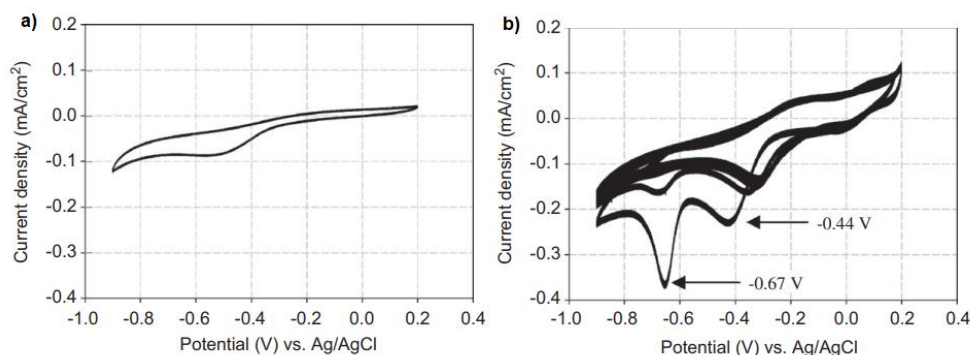 a)
0.2
0.1
0.0
-0.1
-0.2
-0.3
-0.4
-1.0 -0.8 -0.6 -0.4 -0.2 0.0 0.2 0.4
Current density (mA/cm²)
Potential (V) vs. Ag/AgCl
b)
0.2
0.1
0.0
-0.1
-0.2
-0.3
-0.4
-1.0 -0.8 -0.6 -0.4 -0.2 0.0 0.2 0.4
Current density (mA/cm²)
Potential (V) vs. Ag/AgCl
-0.44 V
-0.67 V